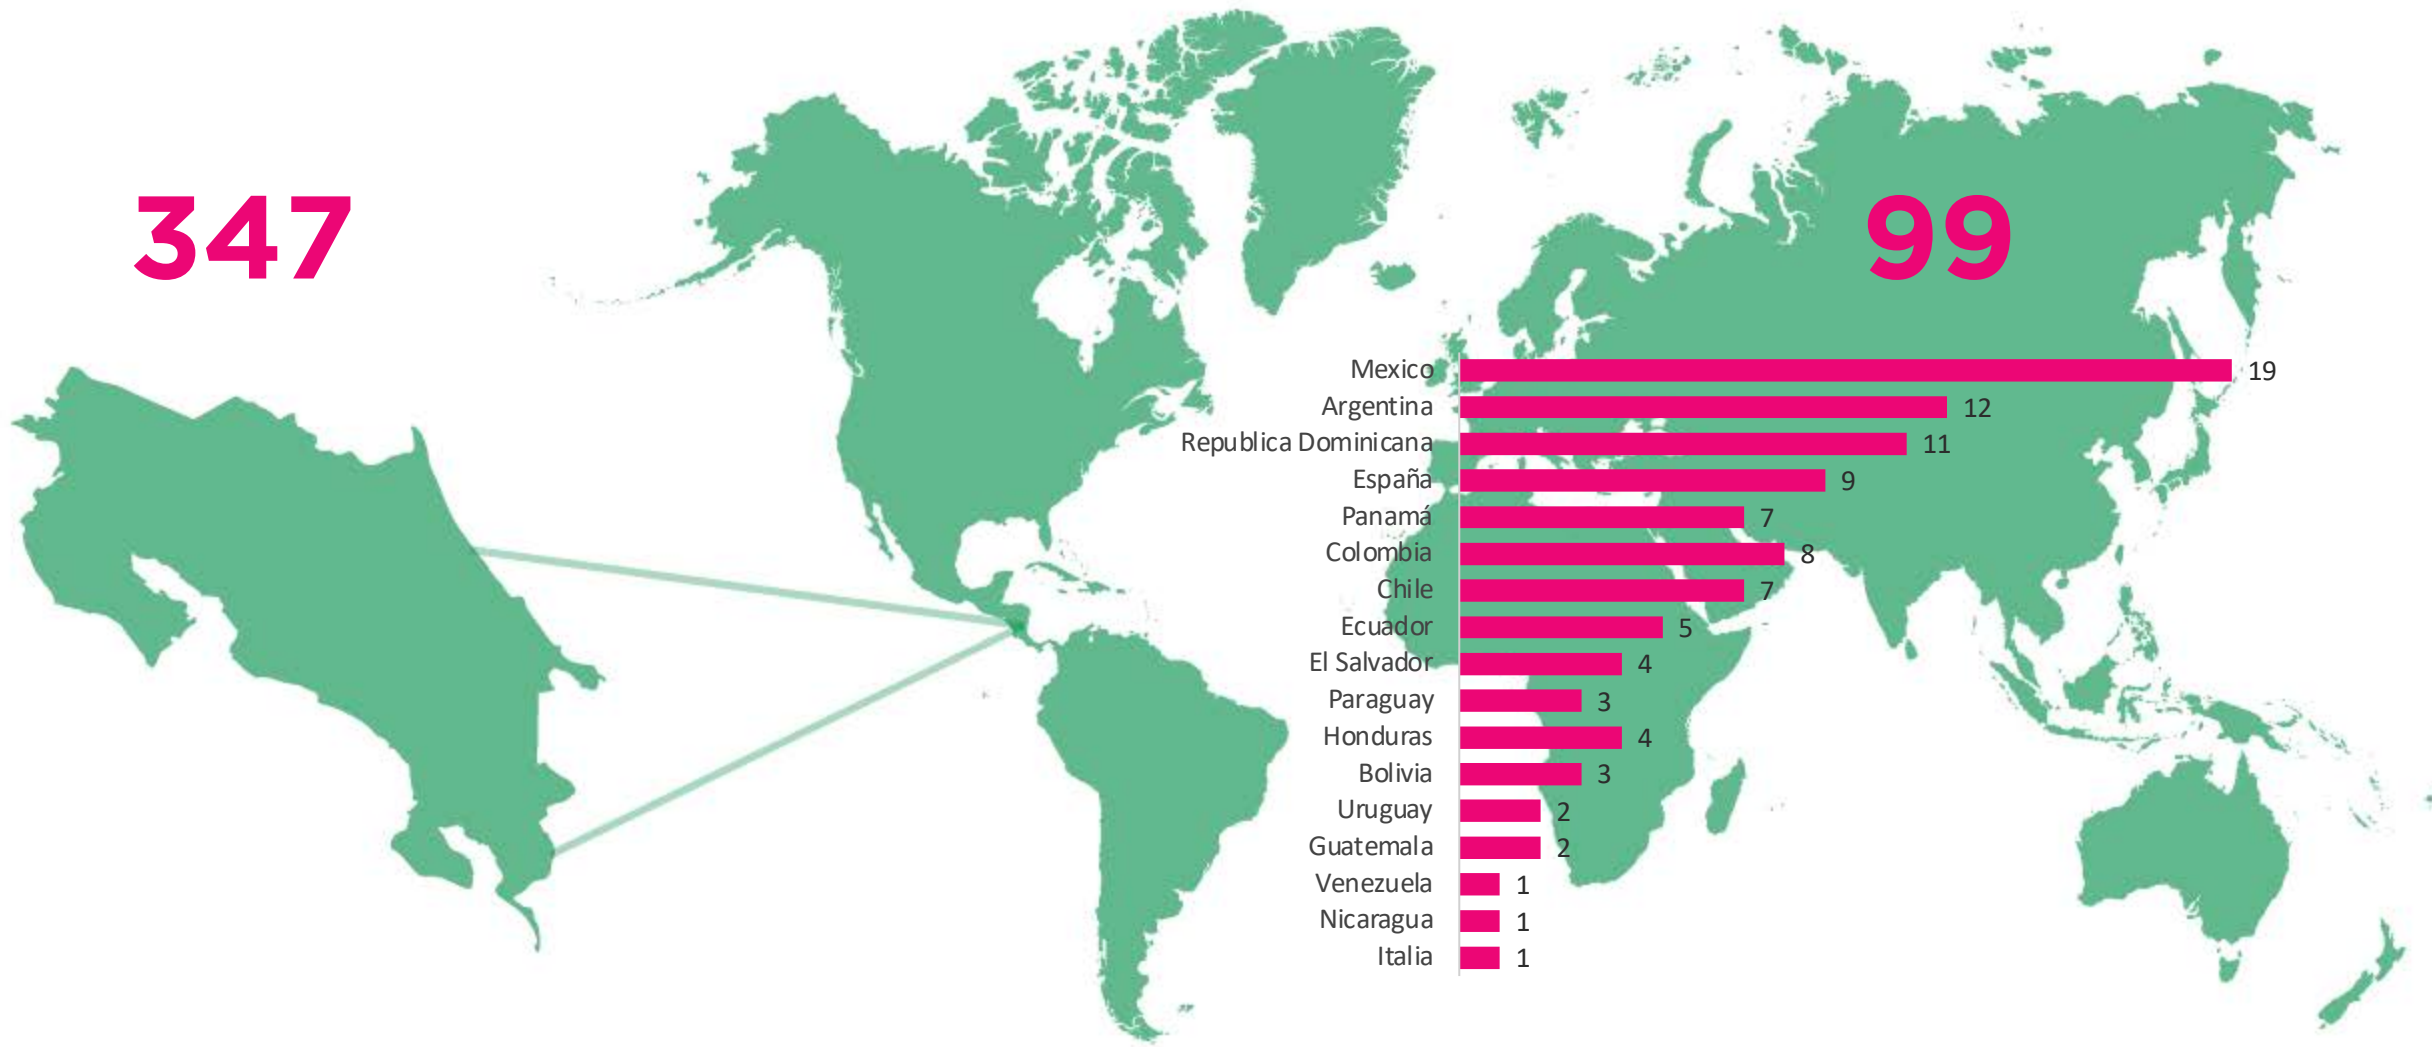 347
99
Mexico 19
Argentina 12
Republica Dominicana 11
España 9
Panamá 7
Colombia 8
Chile 7
Ecuador 5
El Salvador 4
Paraguay 3
Honduras 4
Bolivia 3
Uruguay 2
Guatemala 2
Venezuela 1
Nicaragua 1
Italia 1